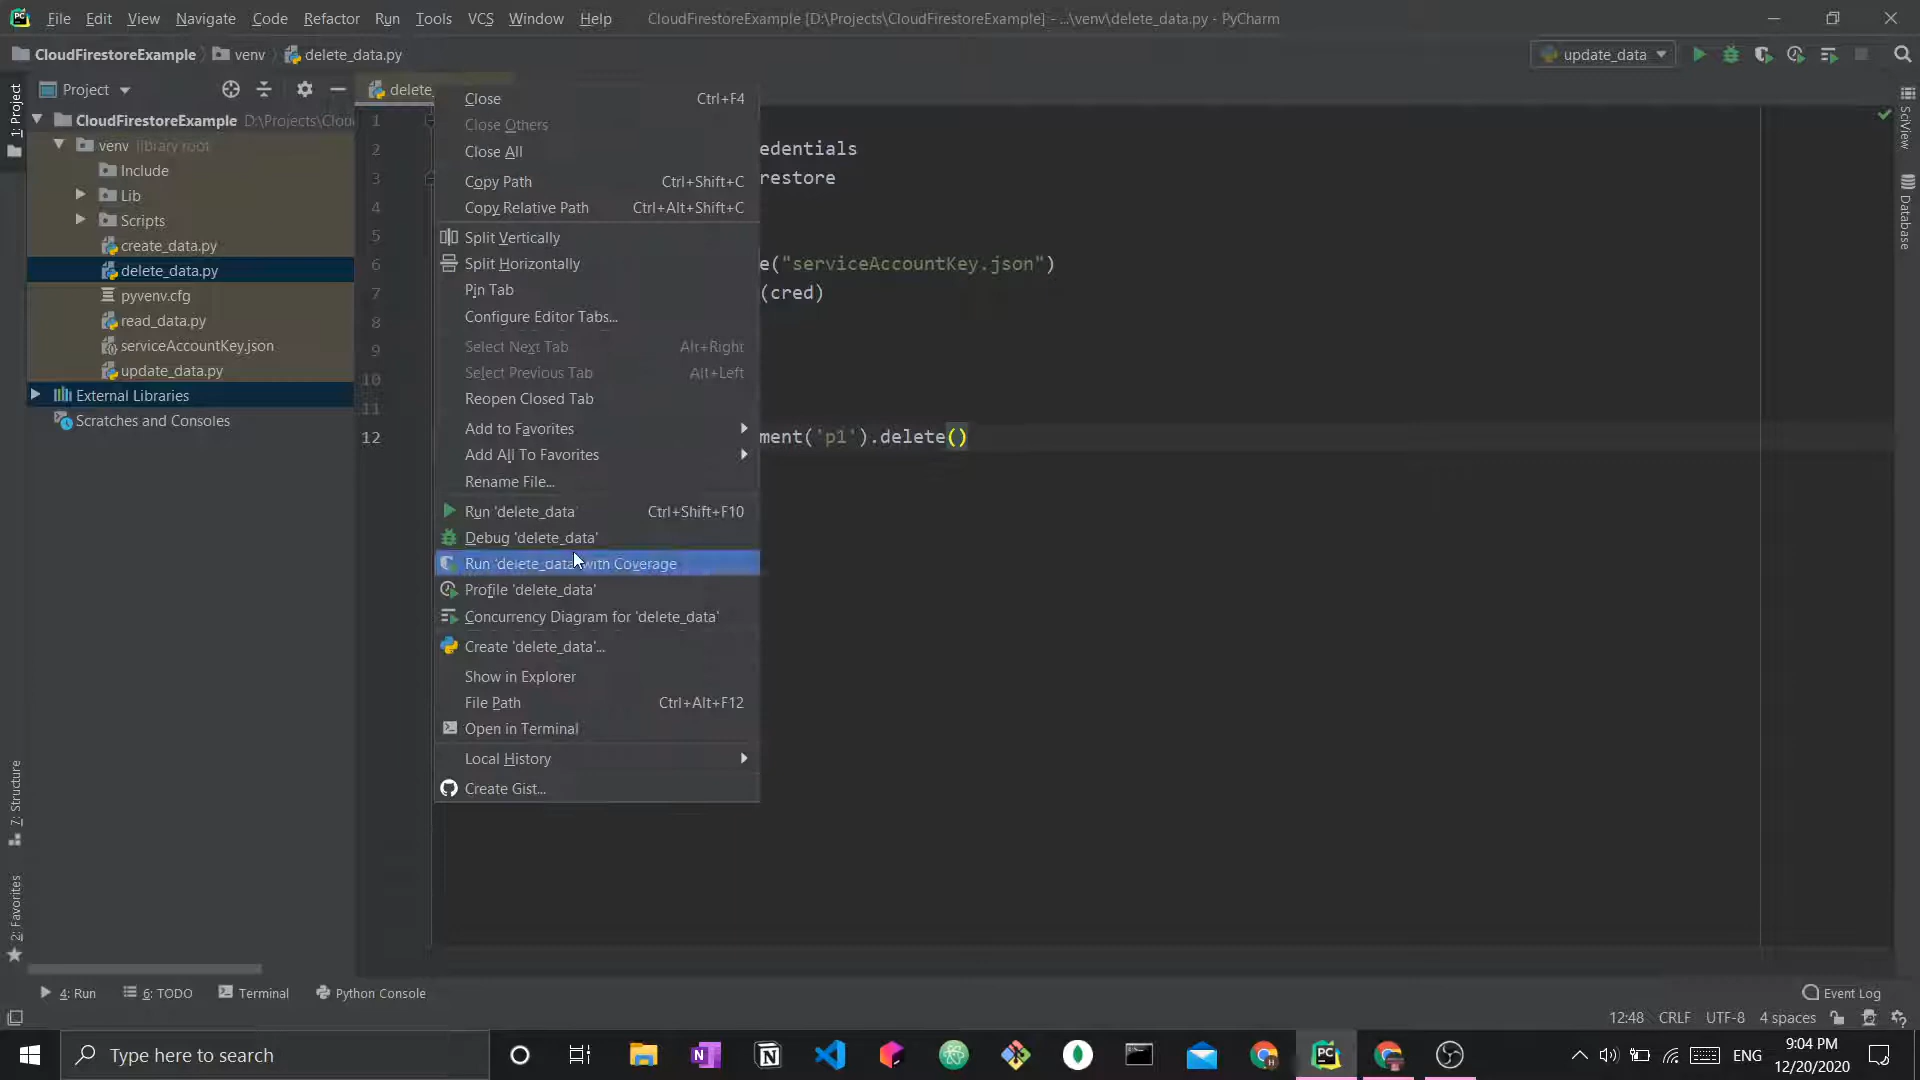 File Edit View Navigate Code Refactor Run Tools VCS Window Help CloudFirestoreExample [D:\Projects\CloudFirestoreExample] - ...\venv\delete_data.py - PyCharm
CloudFirestoreExample venv delete_data.py update_data
Project delete_
1: Project
CloudFirestoreExample D:\Projects\Clou
venv library root
Include
Lib
Scripts
create_data.py
delete_data.py
pyvenv.cfg
read_data.py
serviceAccountKey.json
update_data.py
External Libraries
Scratches and Consoles
7: Structure
2: Favorites
1
2 edentials
3 restore
4
5
6 e("serviceAccountKey.json")
7 (cred)
8
9
10
11
12 ment('p1').delete()
Close Ctrl+F4
Close Others
Close All
Copy Path Ctrl+Shift+C
Copy Relative Path Ctrl+Alt+Shift+C
Split Vertically
Split Horizontally
Pin Tab
Configure Editor Tabs...
Select Next Tab Alt+Right
Select Previous Tab Alt+Left
Reopen Closed Tab
Add to Favorites
Add All To Favorites
Rename File...
Run 'delete_data' Ctrl+Shift+F10
Debug 'delete_data'
Run 'delete_data' with Coverage
Profile 'delete_data'
Concurrency Diagram for 'delete_data'
Create 'delete_data'...
Show in Explorer
File Path Ctrl+Alt+F12
Open in Terminal
Local History
Create Gist...
SciView
Database
4: Run 6: TODO Terminal Python Console Event Log
12:48 CRLF UTF-8 4 spaces
Type here to search
ENG
9:04 PM
12/20/2020